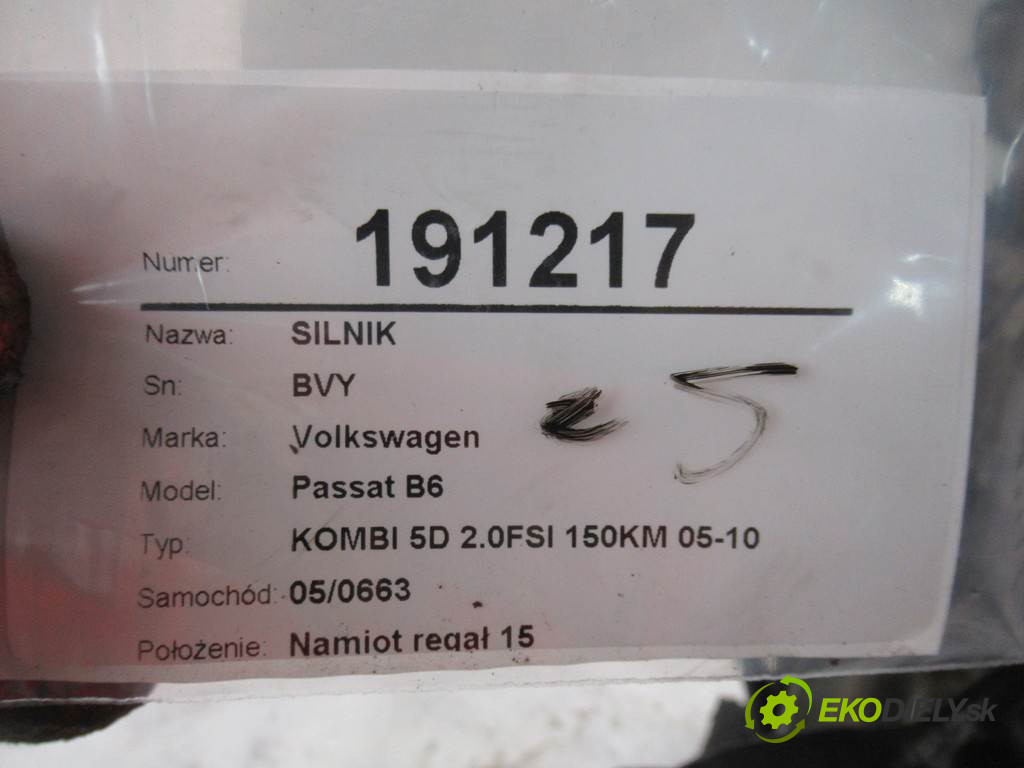 Numer: 191217
Nazwa: SILNIK
Sn: BVY
Marka: Volkswagen
Model: Passat B6
Typ: KOMBI 5D 2.0FSI 150KM 05-10
Samochód: 05/0663
Położenie: Namiot regał 15
5
EKODIELY.sk